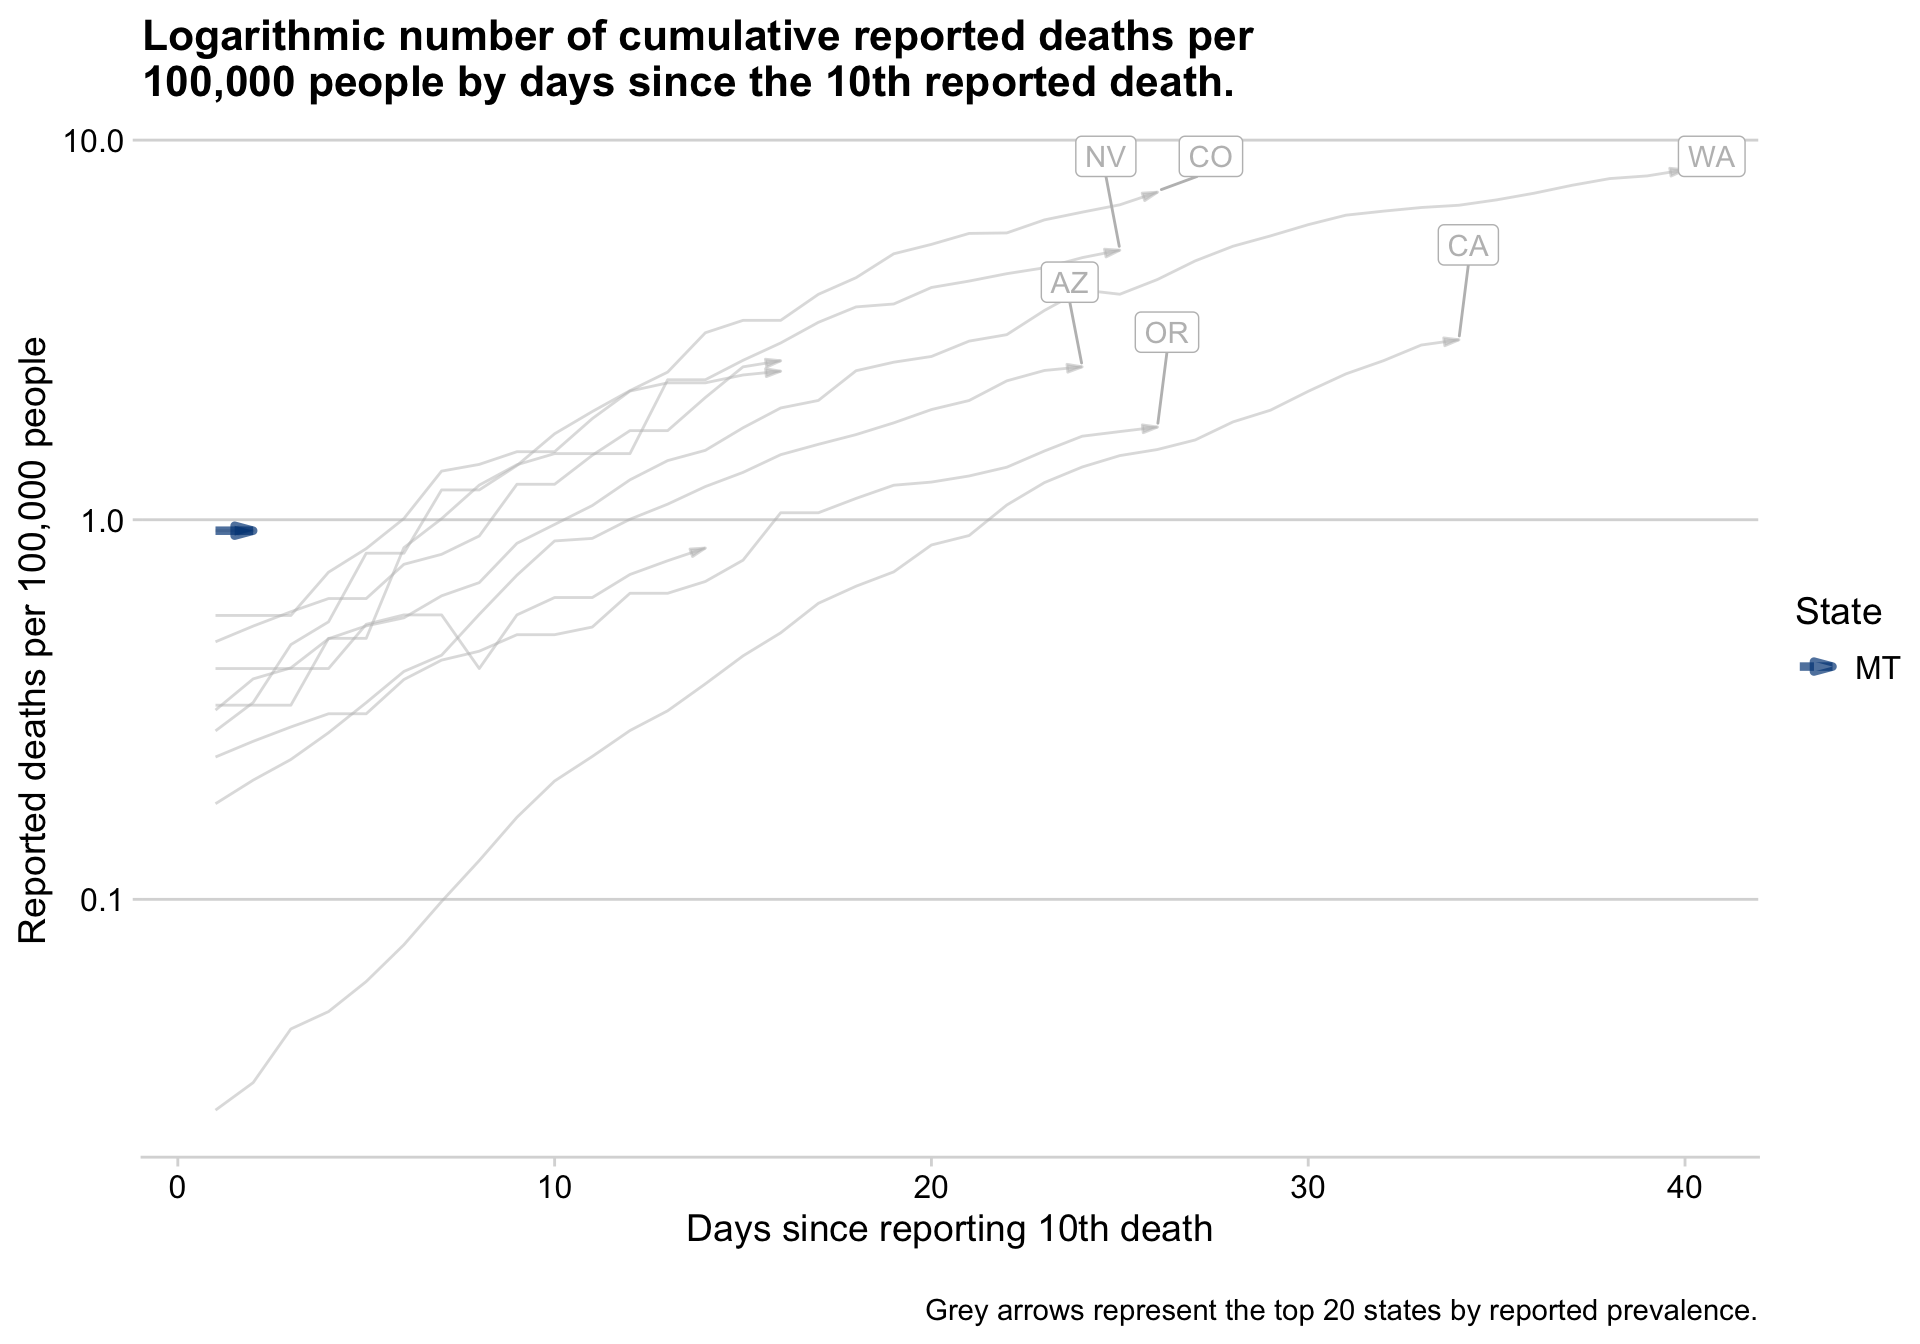 Logarithmic number of cumulative reported deaths per
100,000 people by days since the 10th reported death.
Reported deaths per 100,000 people
10.0
1.0
0.1
NV
CO
WA
CA
AZ
OR
State
MT
0
10
20
30
40
Days since reporting 10th death
Grey arrows represent the top 20 states by reported prevalence.